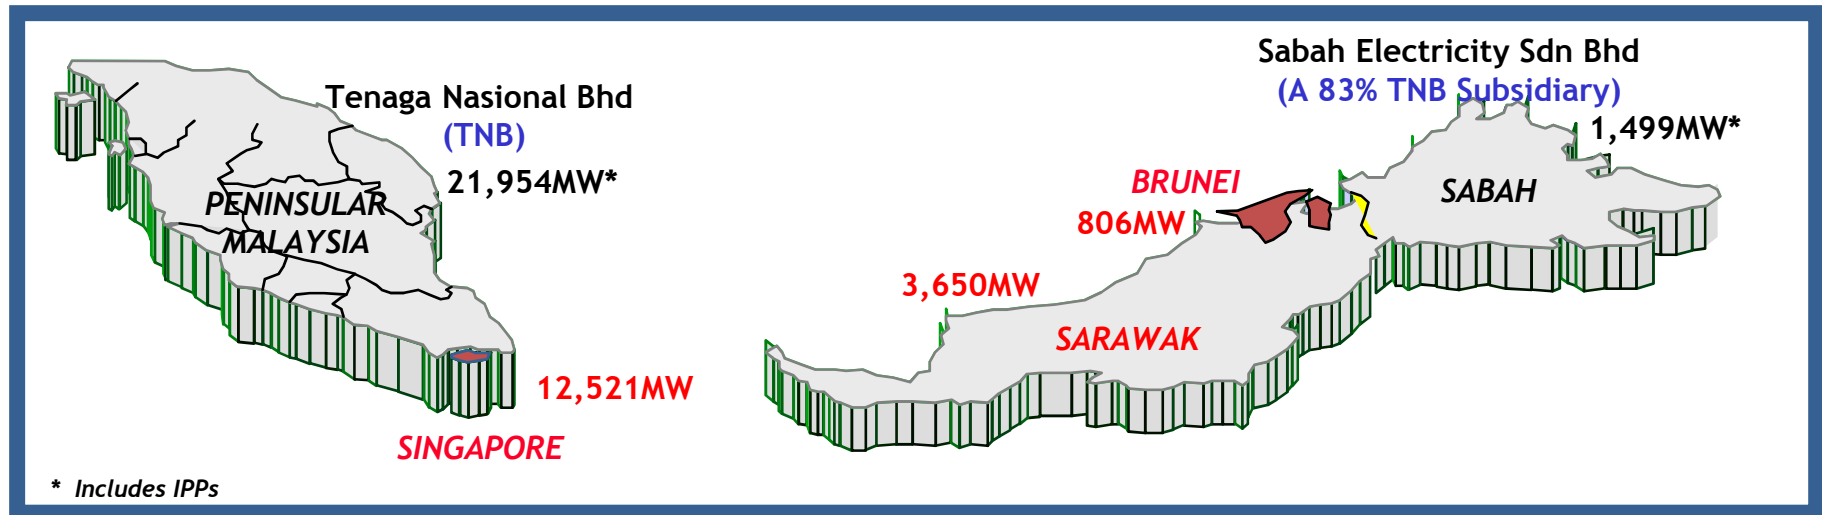 Tenaga Nasional Bhd
(TNB)
21,954MW*
PENINSULAR
MALAYSIA
12,521MW
SINGAPORE
* Includes IPPs
Sabah Electricity Sdn Bhd
(A 83% TNB Subsidiary)
1,499MW*
SABAH
BRUNEI
806MW
3,650MW
SARAWAK